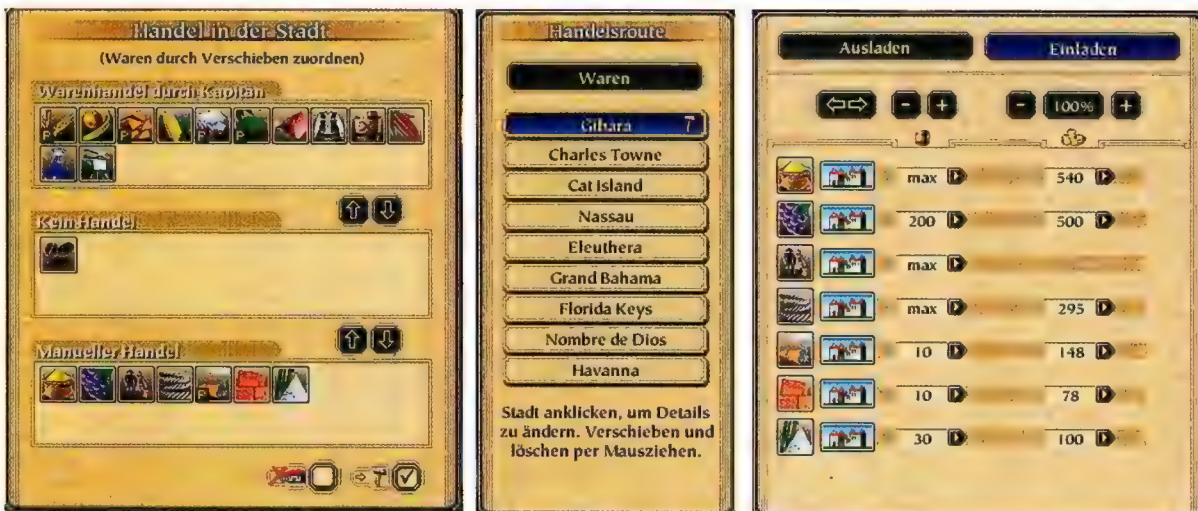 Handel in der Stadt
(Waren durch Verschieben zuordnen)
Warenhandel durch Kapitän
P P P P P P
Kein Handel
Manueller Handel
P
Handelsroute
Waren
Gibara
Charles Towne
Cat Island
Nassau
Eleuthera
Grand Bahama
Florida Keys
Nombre de Dios
Havanna
Stadt anklicken, um Details
zu ändern. Verschieben und
löschen per Mausziehen.
Ausladen Einladen
- + - 100% +
max 540
200 500
max
max 295
10 148
10 78
30 100